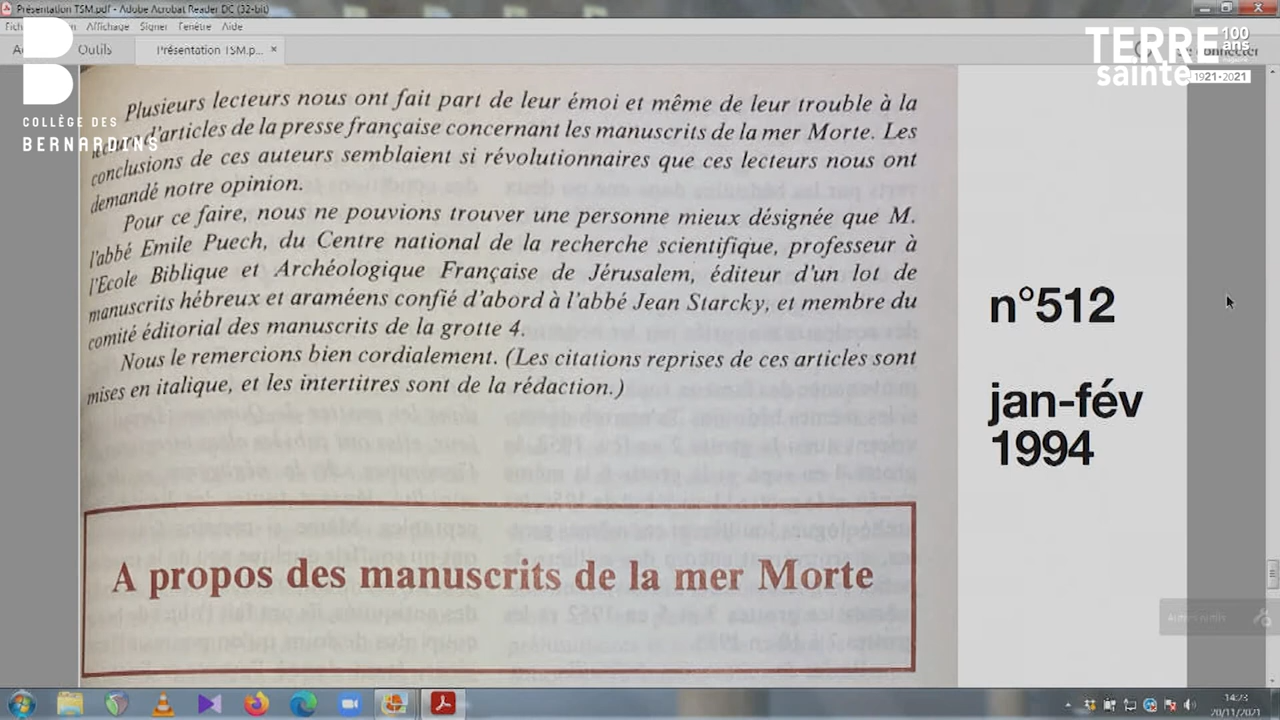 Présentation TSM.pdf - Adobe Acrobat Reader DC (32-bit)
Affichage Signer Fenêtre Aide
Outils Présentation TSM.p... ×
TERRE 100 ans
sainte magazine
1921-2021
connecter
COLLÈGE DES
BERNARDINS
Plusieurs lecteurs nous ont fait part de leur émoi et même de leur trouble à la
d'articles de la presse française concernant les manuscrits de la mer Morte. Les
conclusions de ces auteurs semblaient si révolutionnaires que ces lecteurs nous ont
demandé notre opinion.
Pour ce faire, nous ne pouvions trouver une personne mieux désignée que M.
l'abbé Emile Puech, du Centre national de la recherche scientifique, professeur à
l'Ecole Biblique et Archéologique Française de Jérusalem, éditeur d'un lot de
manuscrits hébreux et araméens confié d'abord à l'abbé Jean Starcky, et membre du
comité éditorial des manuscrits de la grotte 4.
Nous le remercions bien cordialement. (Les citations reprises de ces articles sont
mises en italique, et les intertitres sont de la rédaction.)
A propos des manuscrits de la mer Morte
n°512
jan-fév
1994
14:23
20/11/2021